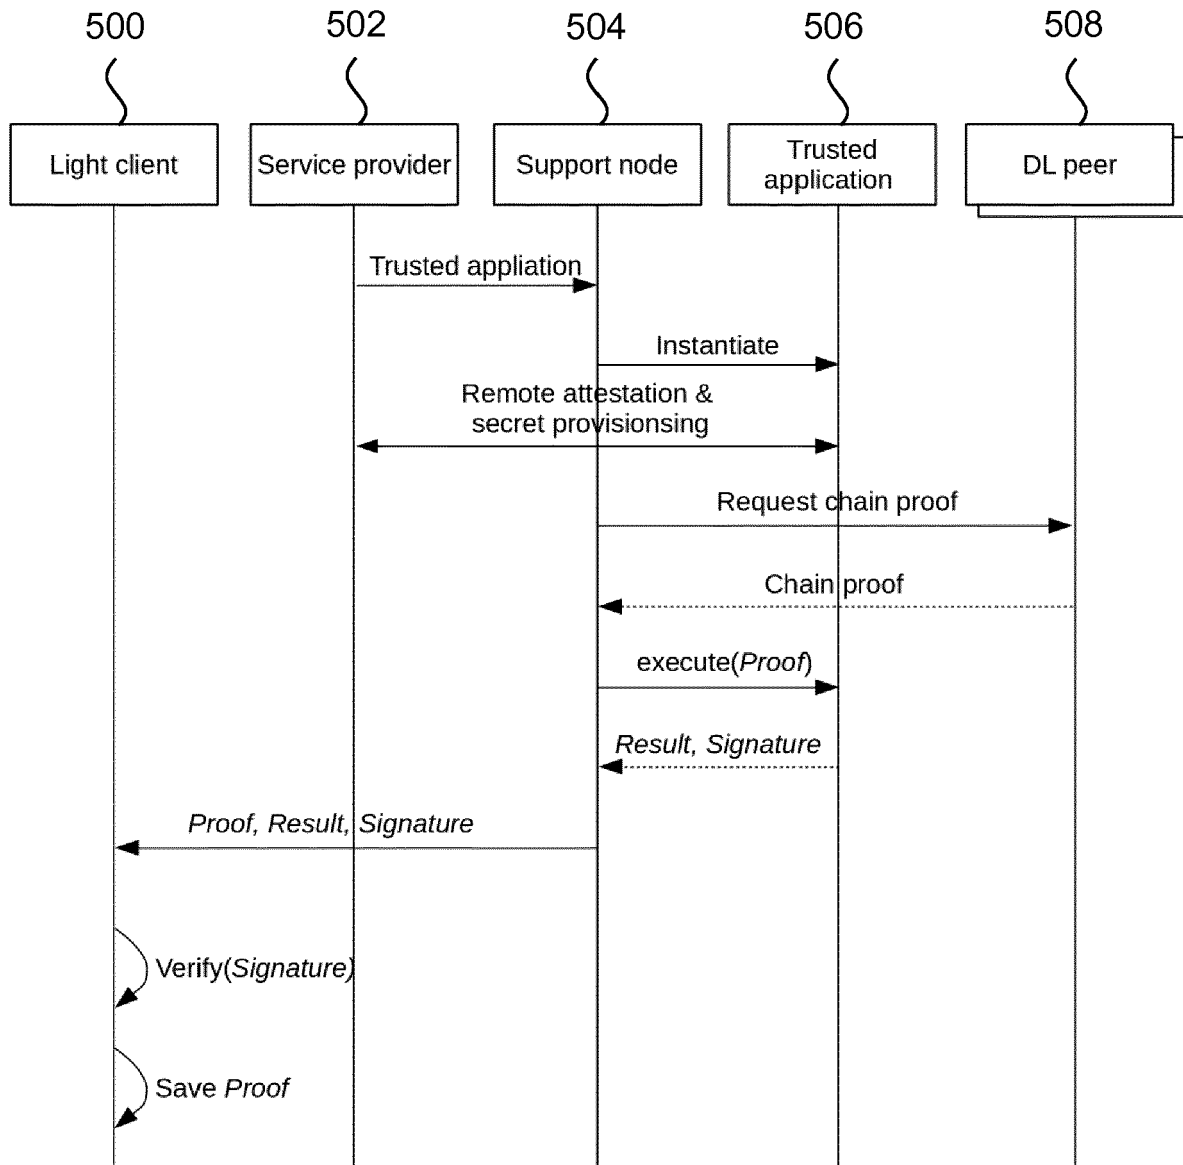 500
502
504
506
508
Light client
Service provider
Support node
Trusted
application
DL peer
Trusted appliation
Instantiate
Remote attestation &
secret provisionsing
Request chain proof
Chain proof
execute(Proof)
Result, Signature
Proof, Result, Signature
Verify(Signature)
Save Proof